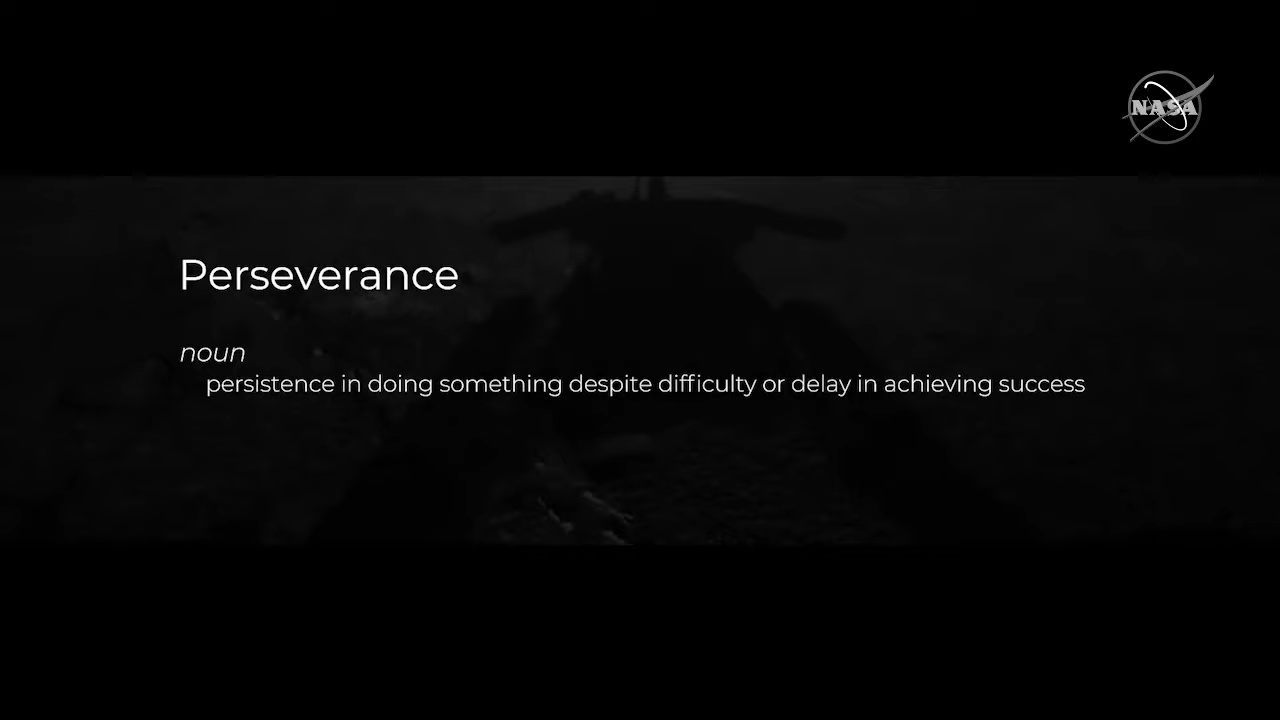 NASA
Perseverance
noun
persistence in doing something despite difficulty or delay in achieving success